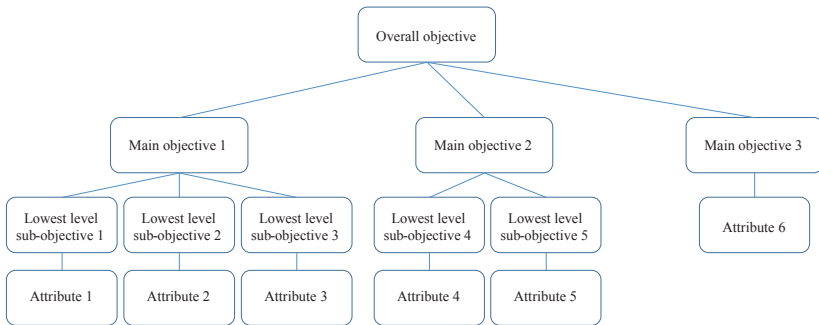 Overall objective
Main objective 1
Main objective 2
Main objective 3
Lowest level
sub-objective 1
Lowest level
sub-objective 2
Lowest level
sub-objective 3
Lowest level
sub-objective 4
Lowest level
sub-objective 5
Attribute 6
Attribute 1
Attribute 2
Attribute 3
Attribute 4
Attribute 5